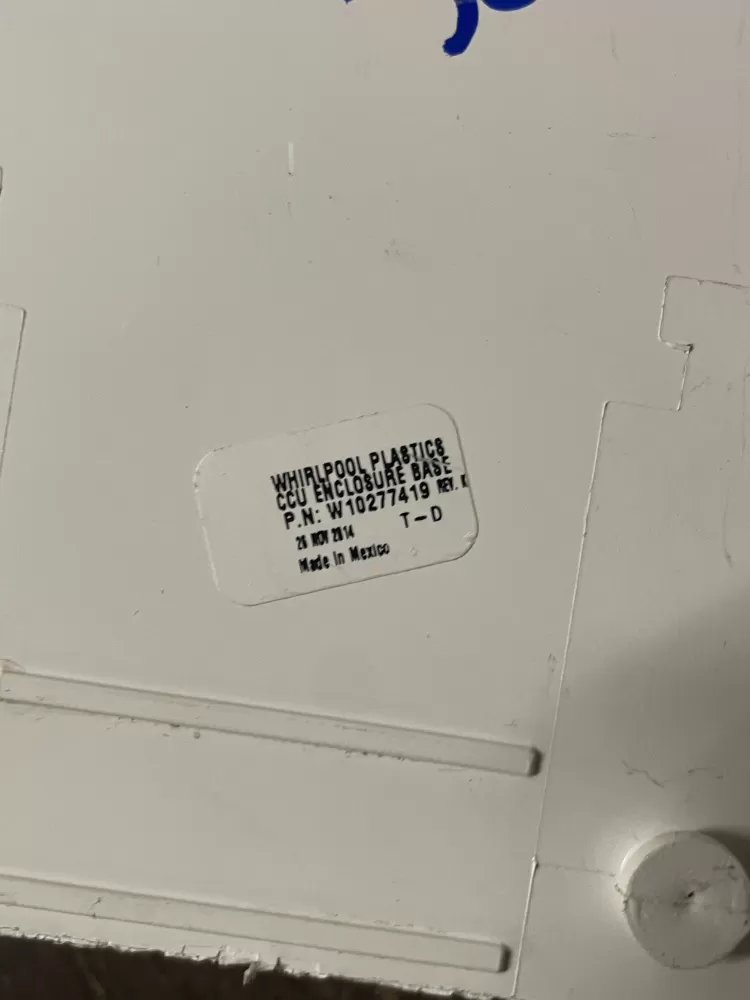 WHIRLPOOL PLASTICS
CCU ENCLOSURE BASE
P.N: W10277419 REV. K
26 NOV 2014 T-D
Made In Mexico